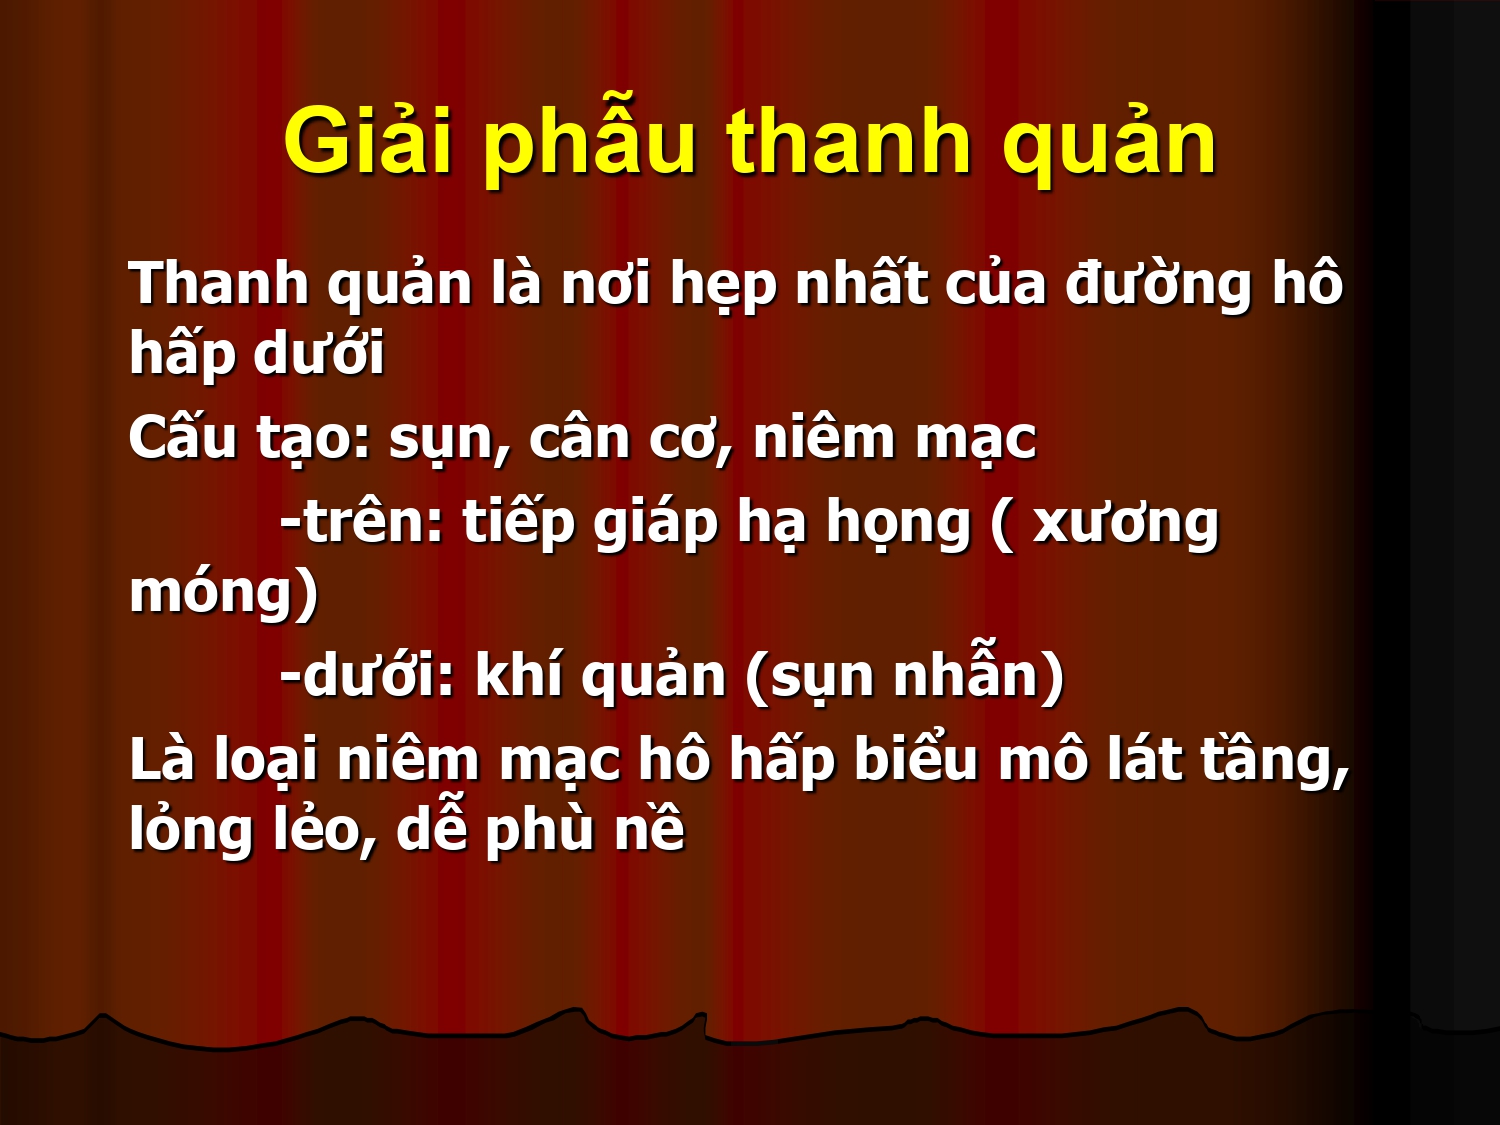 Giải phẫu thanh quản
Thanh quản là nơi hẹp nhất của đường hô
hấp dưới
Cấu tạo: sụn, cân cơ, niêm mạc
-trên: tiếp giáp hạ họng ( xương
móng)
-dưới: khí quản (sụn nhẫn)
Là loại niêm mạc hô hấp biểu mô lát tầng,
lỏng lẻo, dễ phù nề